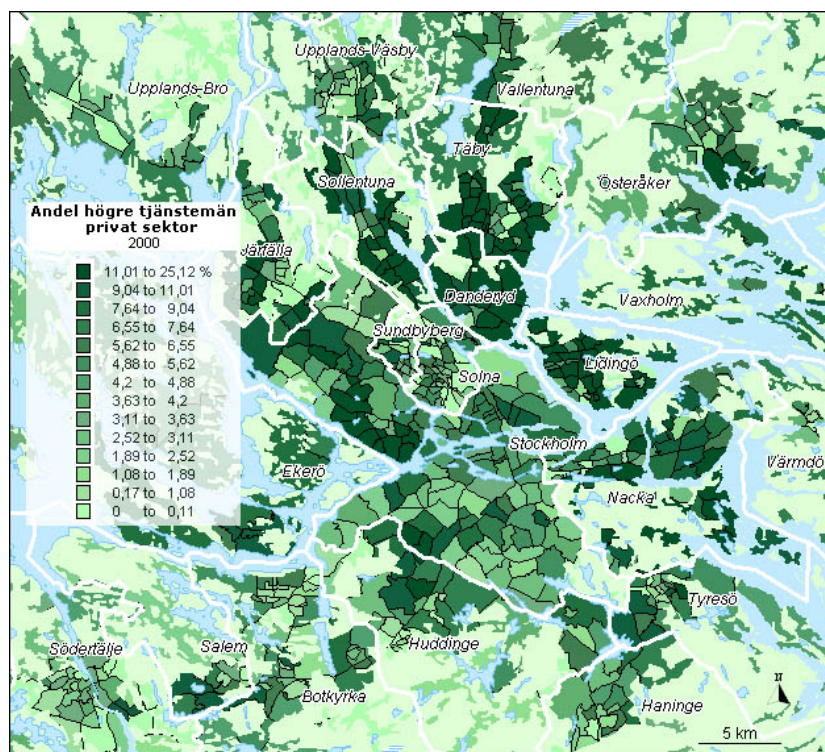 Upplands-Väsby
Upplands-Bro
Vallentuna
Täby
Sollentuna
Österåker
Andel högre tjänstemän
privat sektor
2000
Järfälla
11,01 to 25,12 %
9,04 to 11,01
7,64 to 9,04
6,55 to 7,64
5,62 to 6,55
4,88 to 5,62
4,2 to 4,88
3,63 to 4,2
3,11 to 3,63
2,52 to 3,11
1,89 to 2,52
1,08 to 1,89
0,17 to 1,08
0 to 0,11
Danderyd
Vaxholm
Sundbyberg
Solna
Lidingö
Stockholm
Ekerö
Värmdö
Nacka
Tyresö
Södertälje
Salem
Huddinge
Botkyrka
Haninge
N
5 km